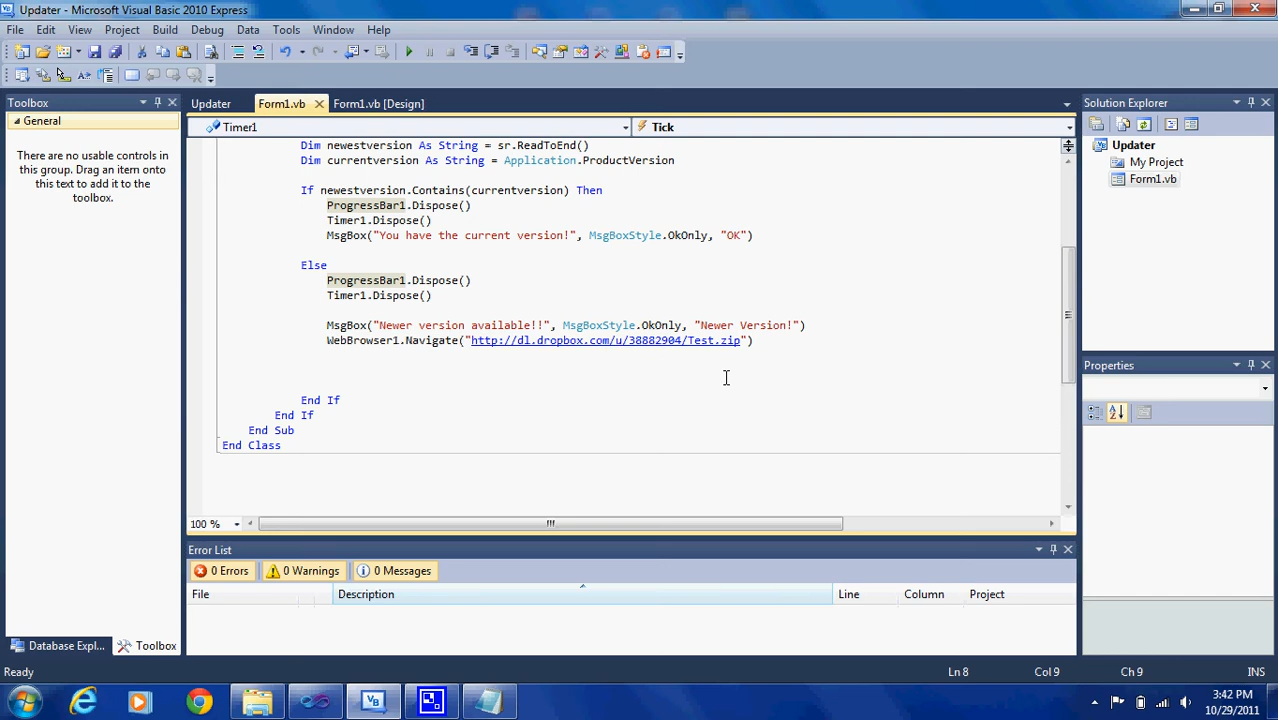 Updater - Microsoft Visual Basic 2010 Express
File Edit View Project Build Debug Data Tools Window Help
Toolbox
General
There are no usable controls in
this group. Drag an item onto
this text to add it to the
toolbox.
Database Expl...
Toolbox
Updater
Form1.vb
Form1.vb [Design]
Timer1
Tick
Dim newestversion As String = sr.ReadToEnd()
Dim currentversion As String = Application.ProductVersion
If newestversion.Contains(currentversion) Then
ProgressBar1.Dispose()
Timer1.Dispose()
MsgBox("You have the current version!", MsgBoxStyle.OkOnly, "OK")
Else
ProgressBar1.Dispose()
Timer1.Dispose()
MsgBox("Newer version available!!", MsgBoxStyle.OkOnly, "Newer Version!")
WebBrowser1.Navigate("http://dl.dropbox.com/u/38882904/Test.zip")
End If
End If
End Sub
End Class
100 %
Error List
0 Errors
0 Warnings
0 Messages
File Description Line Column Project
Solution Explorer
Updater
My Project
Form1.vb
Properties
Ready
Ln 8 Col 9 Ch 9 INS
3:42 PM
10/29/2011